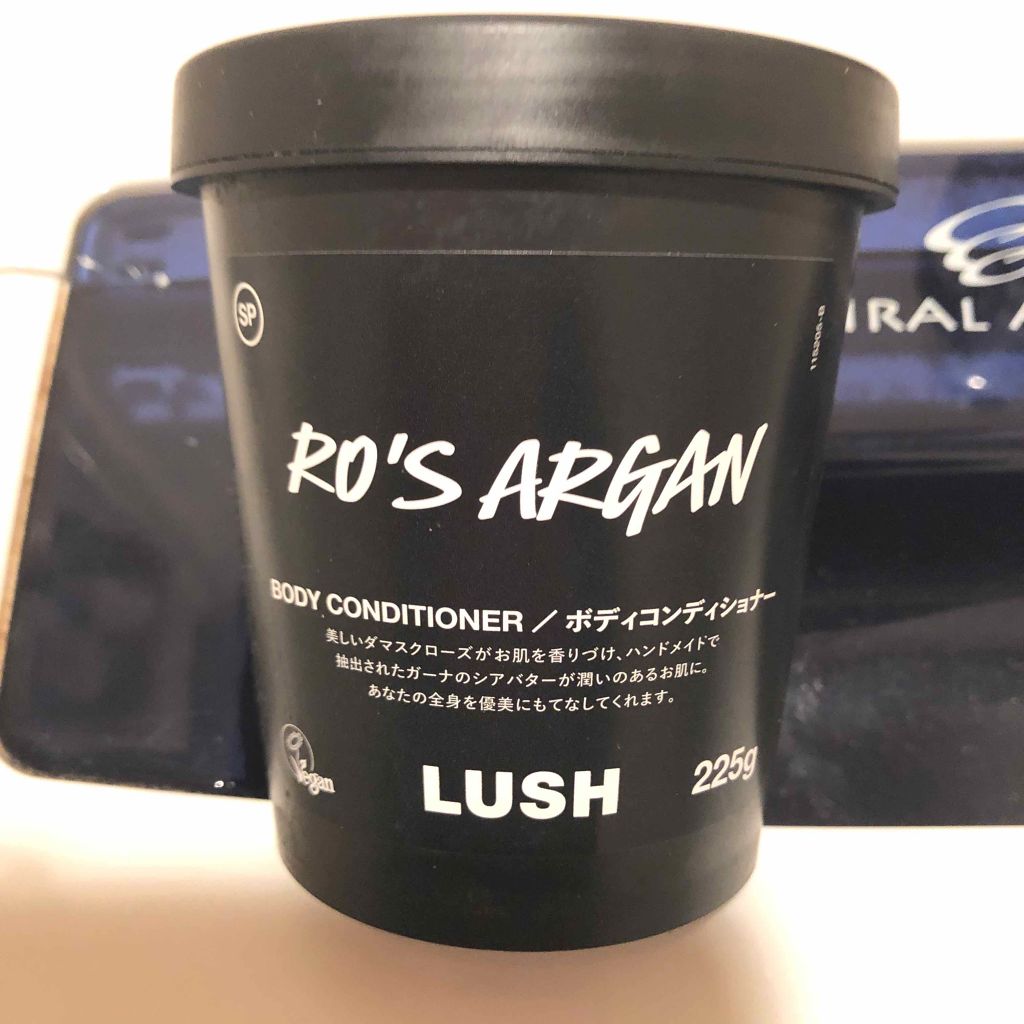 SP
RO'S ARGAN
BODY CONDITIONER / ボディコンディショナー
美しいダマスクローズがお肌を香りづけ、ハンドメイドで
抽出されたガーナのシアバターが潤いのあるお肌に。
あなたの全身を優美にもてなしてくれます。
Vegan
LUSH
225g
IRAL A